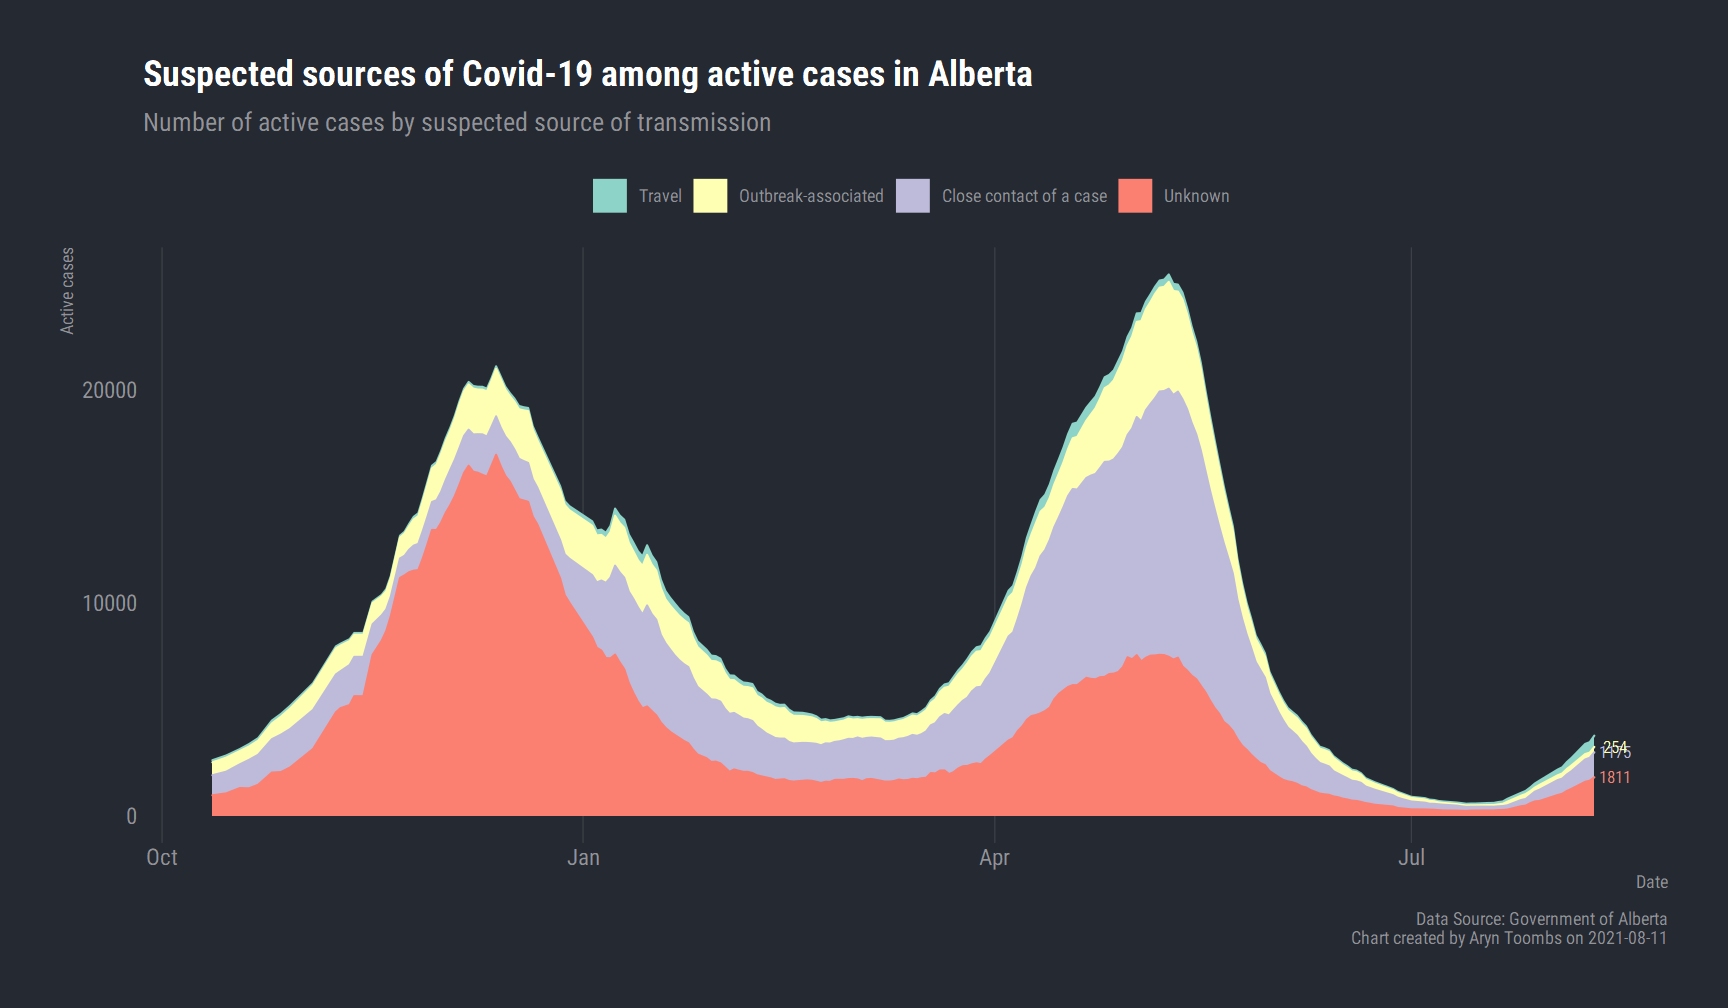 Suspected sources of Covid-19 among active cases in Alberta
Number of active cases by suspected source of transmission
Travel
Outbreak-associated
Close contact of a case
Unknown
Active cases
20000
10000
0
254
1175
1811
Oct
Jan
Apr
Jul
Date
Data Source: Government of Alberta
Chart created by Aryn Toombs on 2021-08-11